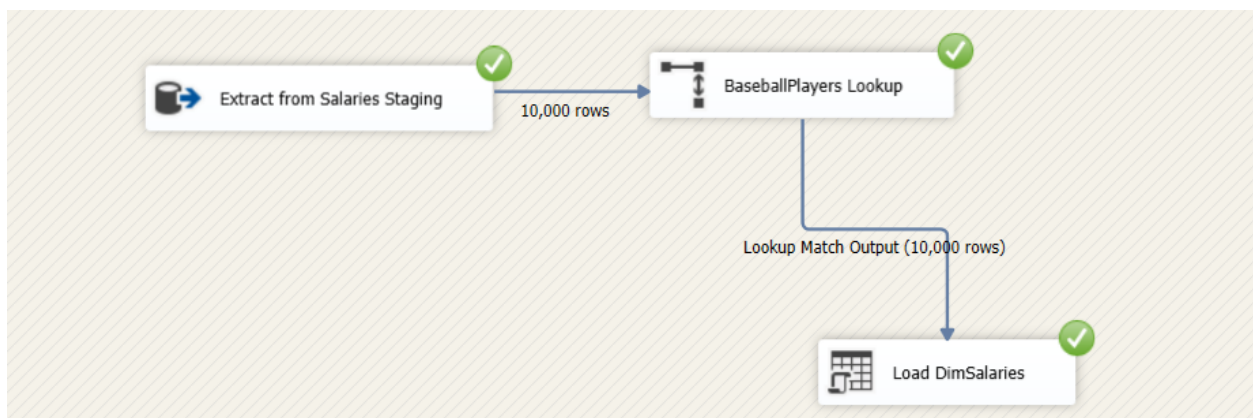 Extract from Salaries Staging
10,000 rows
BaseballPlayers Lookup
Lookup Match Output (10,000 rows)
Load DimSalaries